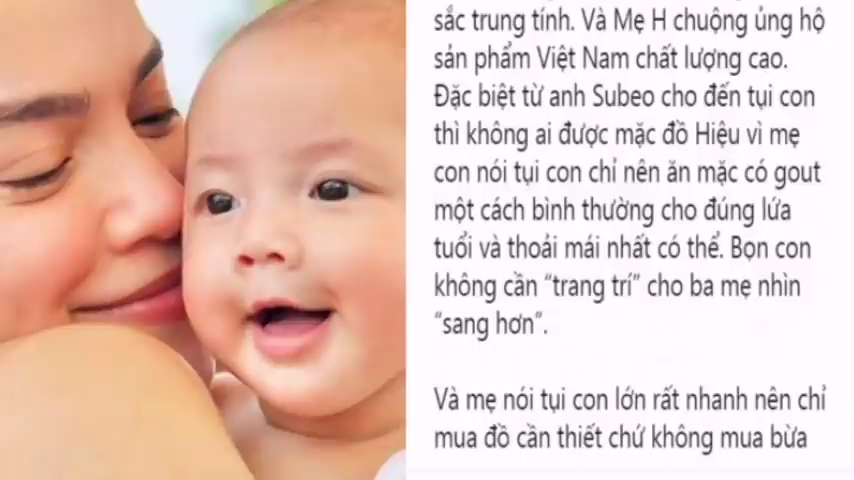 sắc trung tính. Và Mẹ H chuộng ủng hộ
sản phẩm Việt Nam chất lượng cao.
Đặc biệt từ anh Subeo cho đến tụi con
thì không ai được mặc đồ Hiệu vì mẹ
con nói tụi con chỉ nên ăn mặc có gout
một cách bình thường cho đúng lứa
tuổi và thoải mái nhất có thể. Bọn con
không cần “trang trí” cho ba mẹ nhìn
“sang hơn”.
Và mẹ nói tụi con lớn rất nhanh nên chỉ
mua đồ cần thiết chứ không mua bừa